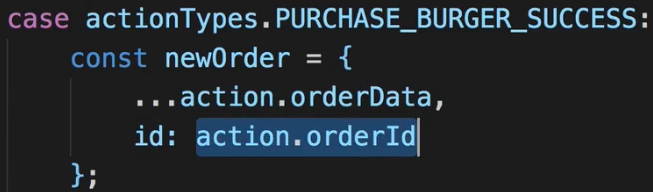 case actionTypes.PURCHASE_BURGER_SUCCESS:
const newOrder = {
...action.orderData,
id: action.orderId
};